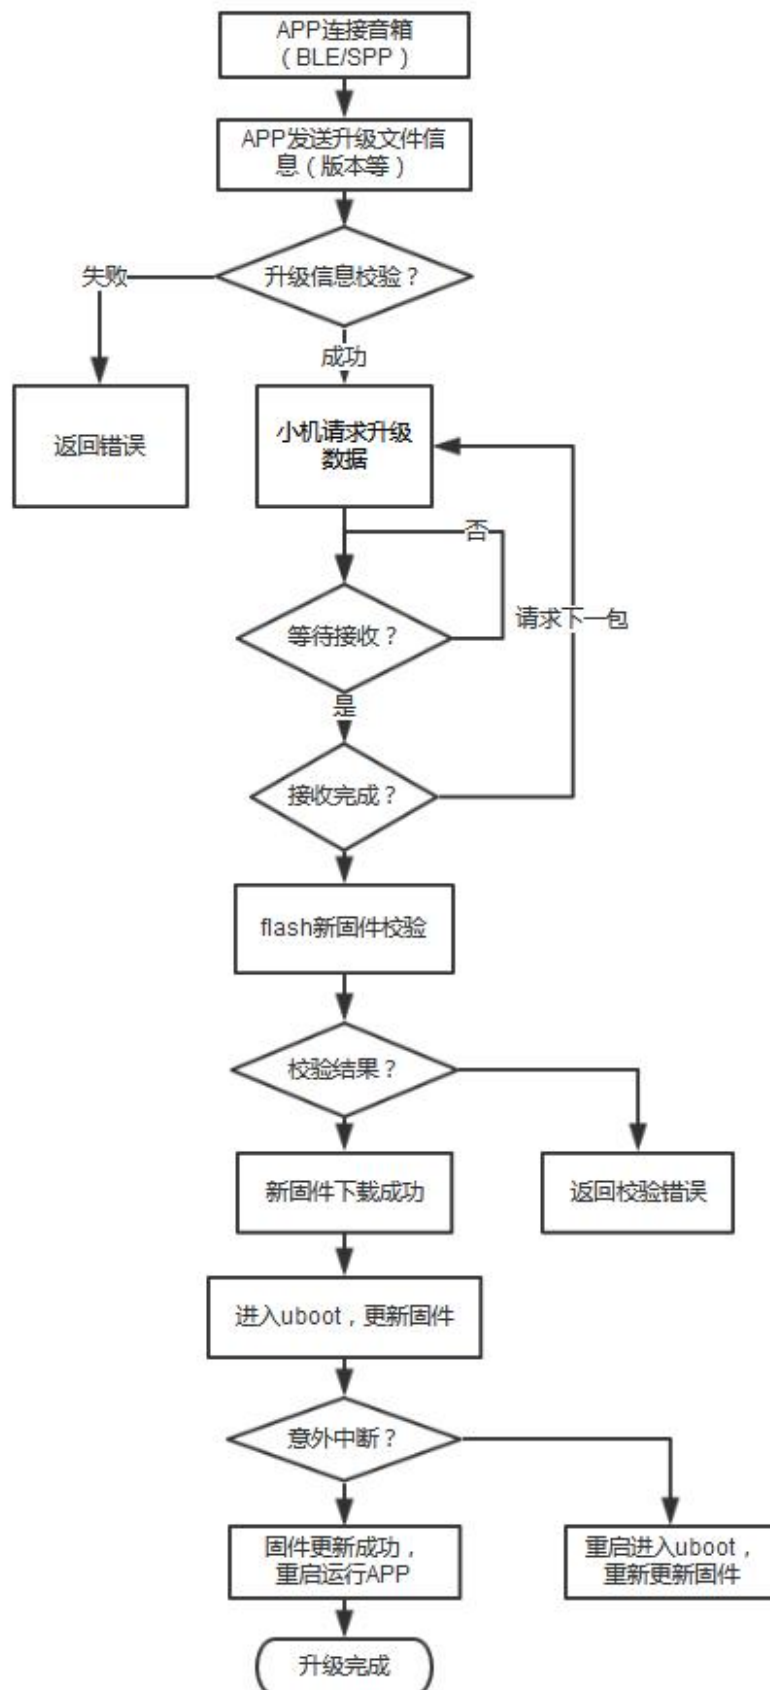 APP连接音箱
（BLE/SPP）
APP发送升级文件信
息（版本等）
升级信息校验？
失败
成功
返回错误
小机请求升级
数据
否
等待接收？
请求下一包
是
接收完成？
flash新固件校验
校验结果？
新固件下载成功
返回校验错误
进入uboot，更新固件
意外中断？
固件更新成功，
重启运行APP
重启进入uboot，
重新更新固件
升级完成